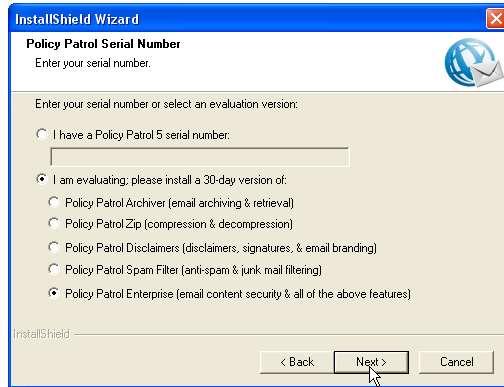 InstallShield Wizard
Policy Patrol Serial Number
Enter your serial number.
Enter your serial number or select an evaluation version:
I have a Policy Patrol 5 serial number:
I am evaluating; please install a 30-day version of:
Policy Patrol Archiver (email archiving & retrieval)
Policy Patrol Zip (compression & decompression)
Policy Patrol Disclaimers (disclaimers, signatures, & email branding)
Policy Patrol Spam Filter (anti-spam & junk mail filtering)
Policy Patrol Enterprise (email content security & all of the above features)
InstallShield
< Back Next > Cancel